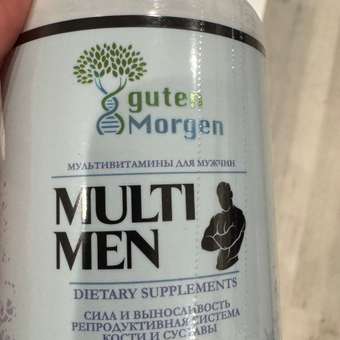 guten
Morgen
МУЛЬТИВИТАМИНЫ ДЛЯ МУЖЧИН
MULTI
MEN
DIETARY SUPPLEMENTS
СИЛА И ВЫНОСЛИВОСТЬ
РЕПРОДУКТИВНАЯ СИСТЕМА
КОСТИ И СУСТАВЫ